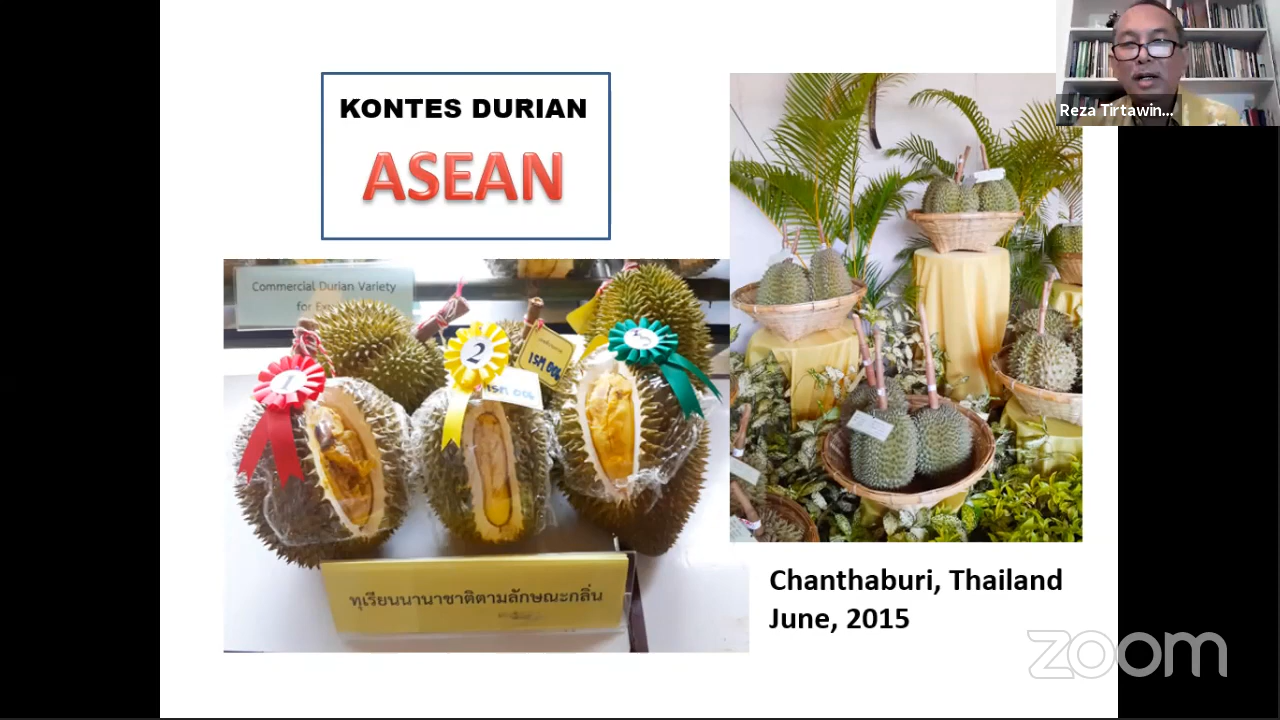 KONTES DURIAN
ASEAN
Reza Tirtawin...
Commercial Durian Variety
for
1
2
ทุเรียนนานาชาติตามลักษณะกลิ่น
Chanthaburi, Thailand
June, 2015
zoom